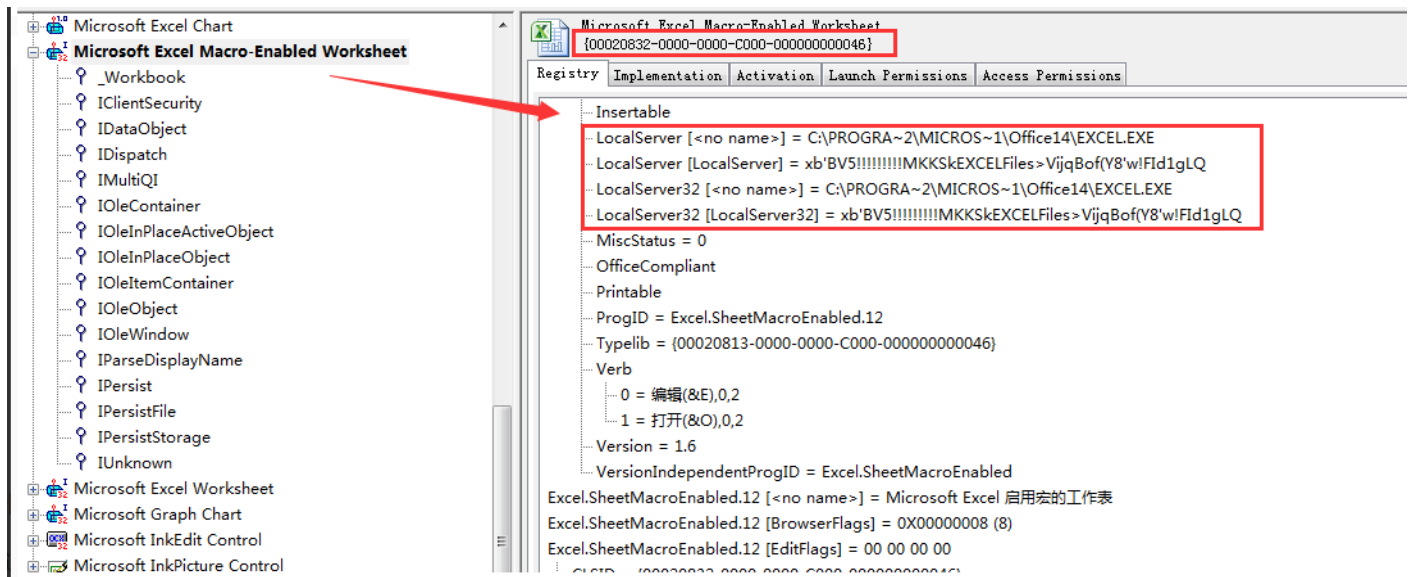 Microsoft Excel Chart
Microsoft Excel Macro-Enabled Worksheet
_Workbook
IClientSecurity
IDataObject
IDispatch
IMultiQI
IOleContainer
IOleInPlaceActiveObject
IOleInPlaceObject
IOleItemContainer
IOleObject
IOleWindow
IParseDisplayName
IPersist
IPersistFile
IPersistStorage
IUnknown
Microsoft Excel Worksheet
Microsoft Graph Chart
Microsoft InkEdit Control
Microsoft InkPicture Control
Microsoft Excel Macro-Enabled Worksheet
{00020832-0000-0000-C000-000000000046}
Registry Implementation Activation Launch Permissions Access Permissions
Insertable
LocalServer [<no name>] = C:\PROGRA~2\MICROS~1\Office14\EXCEL.EXE
LocalServer [LocalServer] = xb'BV5!!!!!!!!!MKKSkEXCELFiles>VijqBof(Y8'w!FId1gLQ
LocalServer32 [<no name>] = C:\PROGRA~2\MICROS~1\Office14\EXCEL.EXE
LocalServer32 [LocalServer32] = xb'BV5!!!!!!!!!MKKSkEXCELFiles>VijqBof(Y8'w!FId1gLQ
MiscStatus = 0
OfficeCompliant
Printable
ProgID = Excel.SheetMacroEnabled.12
Typelib = {00020813-0000-0000-C000-000000000046}
Verb
0 = 编辑(&E),0,2
1 = 打开(&O),0,2
Version = 1.6
VersionIndependentProgID = Excel.SheetMacroEnabled
Excel.SheetMacroEnabled.12 [<no name>] = Microsoft Excel 启用宏的工作表
Excel.SheetMacroEnabled.12 [BrowserFlags] = 0X00000008 (8)
Excel.SheetMacroEnabled.12 [EditFlags] = 00 00 00 00
CLSID = {00020832-0000-0000-C000-000000000046}